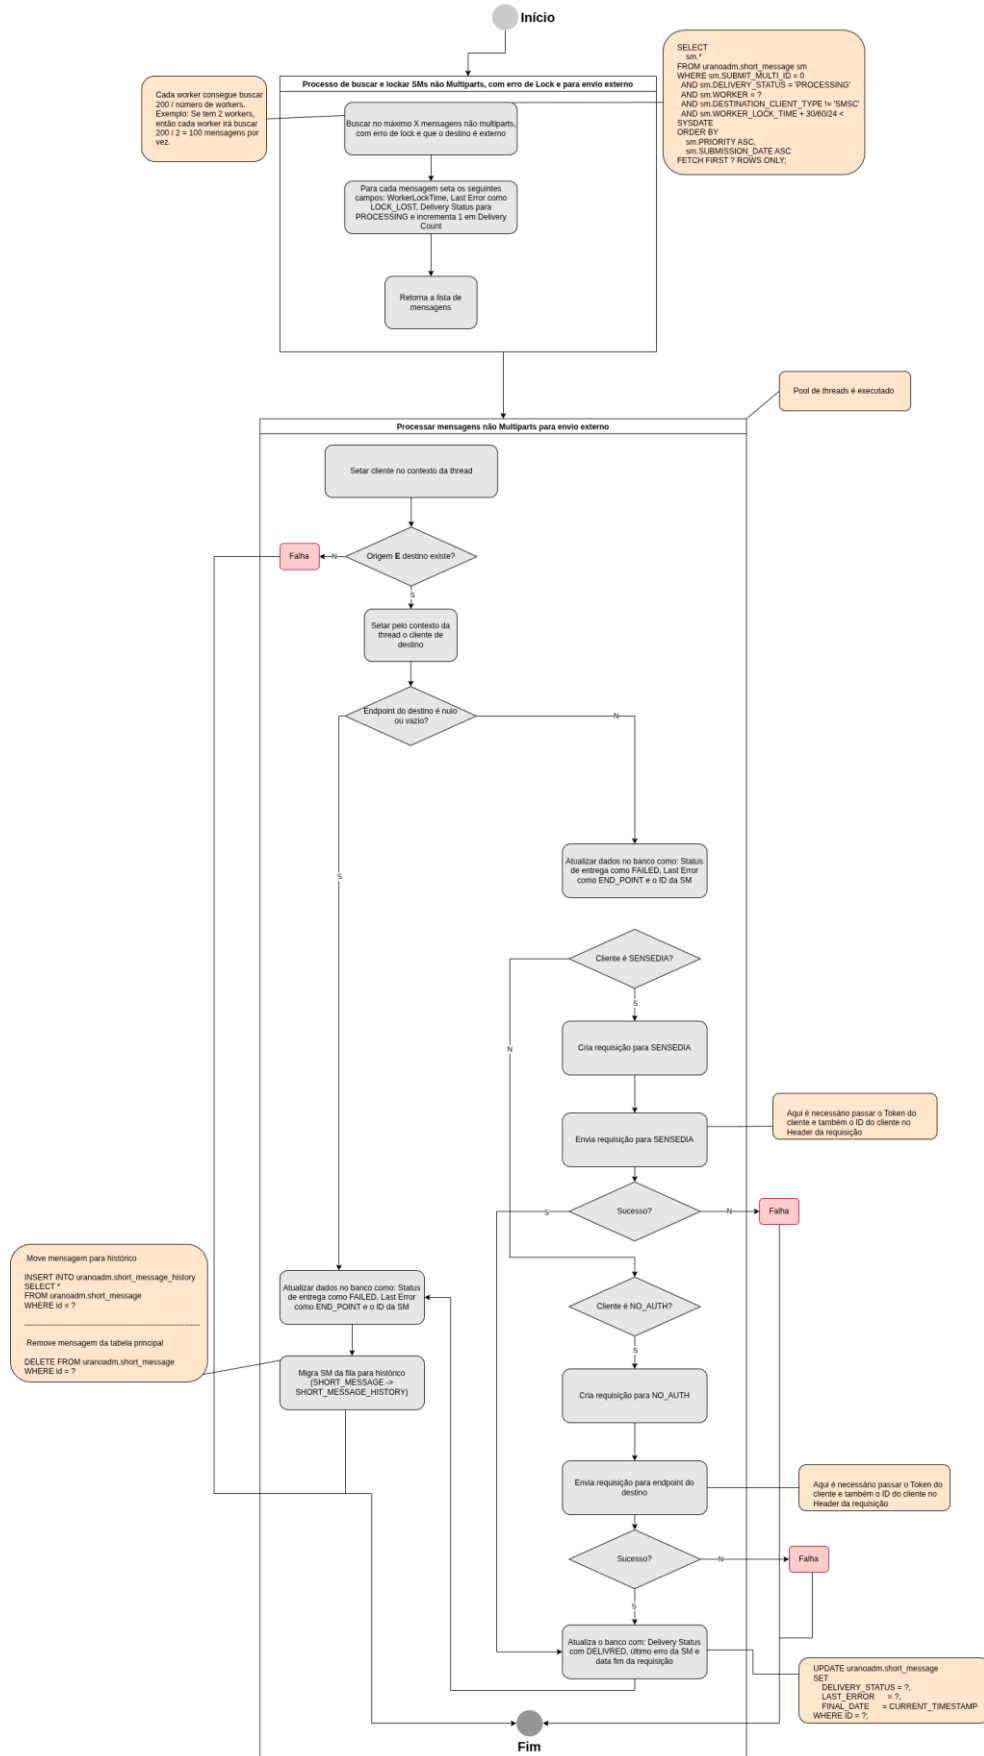 Início
Processo de buscar e lockar SMs não Multiparts, com erro de Lock e para envio externo
Cada worker consegue buscar
200 / número de workers.
Exemplo: Se tem 2 workers,
então cada worker irá buscar
200 / 2 = 100 mensagens por
vez.
Buscar no máximo X mensagens não multiparts,
com erro de lock e que o destino é externo
SELECT
sm.*
FROM uranoadm.short_message sm
WHERE sm.SUBMIT_MULTI_ID = 0
AND sm.DELIVERY_STATUS = 'PROCESSING'
AND sm.WORKER = ?
AND sm.DESTINATION_CLIENT_TYPE != 'SMSC'
AND sm.WORKER_LOCK_TIME + 30/60/24 <
SYSDATE
ORDER BY
sm.PRIORITY ASC,
sm.SUBMISSION_DATE ASC
FETCH FIRST ? ROWS ONLY;
Para cada mensagem seta os seguintes
campos: WorkerLockTime, Last Error como
LOCK_LOST, Delivery Status para
PROCESSING e incrementa 1 em Delivery
Count
Retorna a lista de
mensagens
Pool de threads é executado
Processar mensagens não Multiparts para envio externo
Setar cliente no contexto da thread
Origem E destino existe?
N
Falha
S
Setar pelo contexto da
thread o cliente de
destino
Endpoint do destino é nulo
ou vazio?
N
S
Atualizar dados no banco como: Status
de entrega como FAILED, Last Error
como END_POINT e o ID da SM
Cliente é SENSEDIA?
S
N
Cria requisição para SENSEDIA
Envia requisição para SENSEDIA
Aqui é necessário passar o Token do
cliente e também o ID do cliente no
Header da requisição
Sucesso?
S
N
Falha
Move mensagem para histórico
INSERT INTO uranoadm.short_message_history
SELECT *
FROM uranoadm.short_message
WHERE id = ?
--------------------------------------------------------------------
Remove mensagem da tabela principal
DELETE FROM uranoadm.short_message
WHERE id = ?
Atualizar dados no banco como: Status
de entrega como FAILED, Last Error
como END_POINT e o ID da SM
Migra SM da fila para histórico
(SHORT_MESSAGE ->
SHORT_MESSAGE_HISTORY)
Cliente é NO_AUTH?
S
Cria requisição para NO_AUTH
Envia requisição para endpoint do
destino
Aqui é necessário passar o Token do
cliente e também o ID do cliente no
Header da requisição
Sucesso?
N
Falha
S
Atualiza o banco com: Delivery Status
com DELIVRED, último erro da SM e
data fim da requisição
UPDATE uranoadm.short_message
SET
DELIVERY_STATUS = ?,
LAST_ERROR = ?,
FINAL_DATE = CURRENT_TIMESTAMP
WHERE ID = ?;
Fim